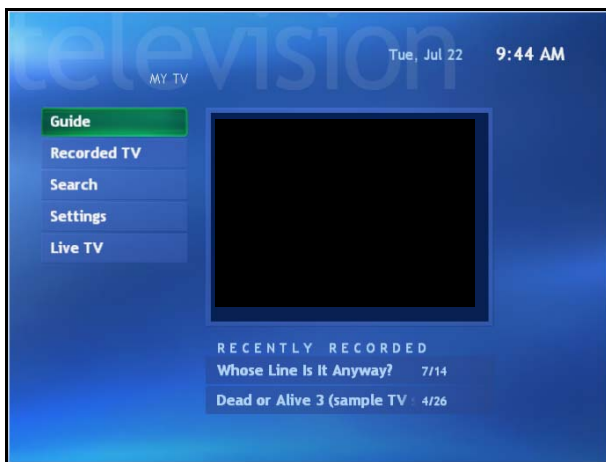 television
MY TV
Tue, Jul 22 9:44 AM
Guide
Recorded TV
Search
Settings
Live TV
RECENTLY RECORDED
Whose Line Is It Anyway? 7/14
Dead or Alive 3 (sample TV 4/26